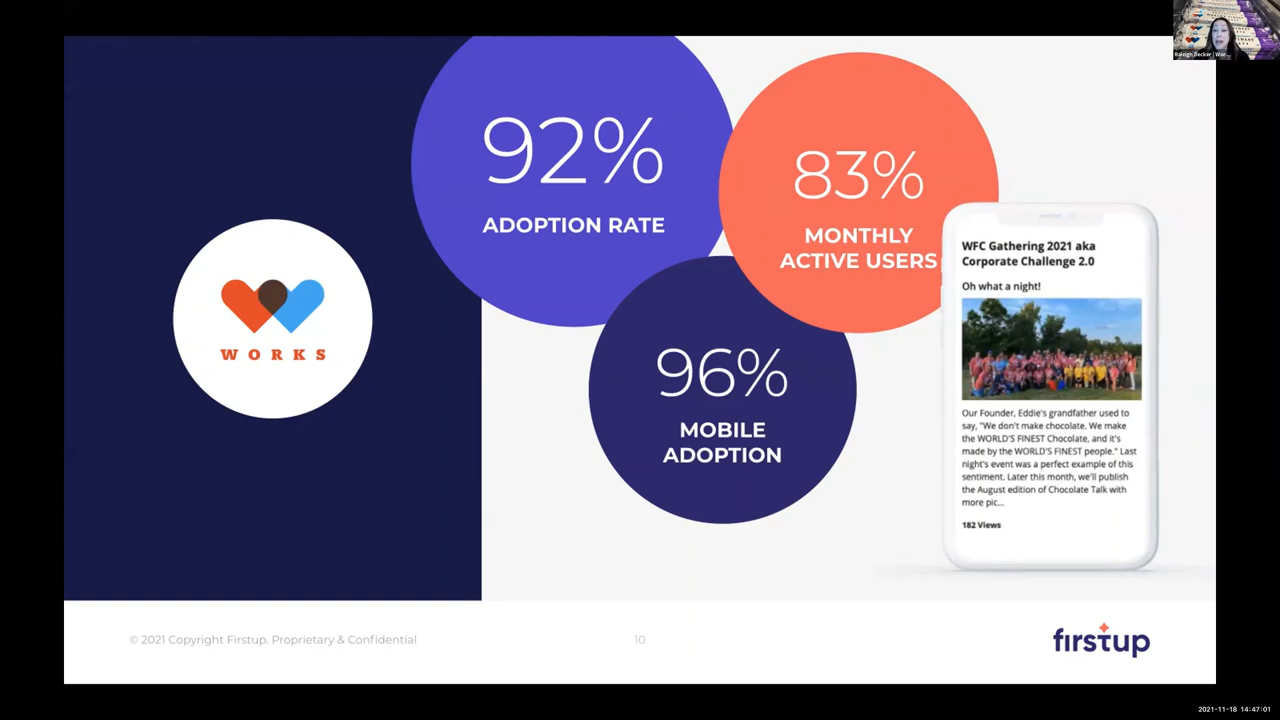 Raleigh Becker | Wor...
92%
ADOPTION RATE
83%
MONTHLY
ACTIVE USERS
WORKS
96%
MOBILE
ADOPTION
WFC Gathering 2021 aka
Corporate Challenge 2.0
Oh what a night!
Our Founder, Eddie's grandfather used to
say, "We don't make chocolate. We make
the WORLD'S FINEST Chocolate, and it's
made by the WORLD'S FINEST people." Last
night's event was a perfect example of this
sentiment. Later this month, we'll publish
the August edition of Chocolate Talk with
more pic...
182 Views
© 2021 Copyright Firstup. Proprietary & Confidential
10
firstup
2021-11-18 14:47:01